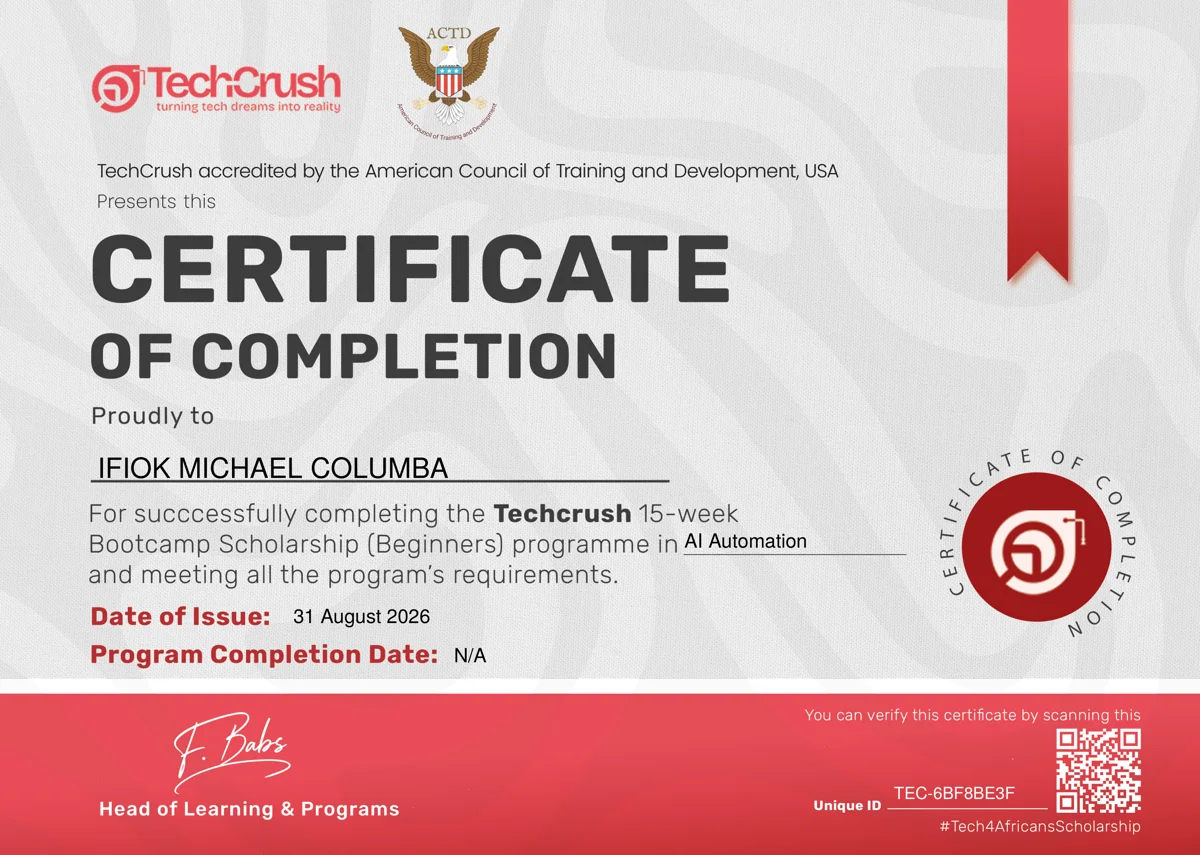 TechCrush
turning tech dreams into reality
ACTD
American Council of Training and Development
TechCrush accredited by the American Council of Training and Development, USA
Presents this
CERTIFICATE
OF COMPLETION
Proudly to
IFIOK MICHAEL COLUMBA
For succcessfully completing the Techcrush 15-week
Bootcamp Scholarship (Beginners) programme in AI Automation
and meeting all the program’s requirements.
Date of Issue: 31 August 2026
Program Completion Date: N/A
CERTIFICATE OF COMPLETION
F. Babs
Head of Learning & Programs
You can verify this certificate by scanning this
Unique ID TEC-6BF8BE3F
#Tech4AfricansScholarship